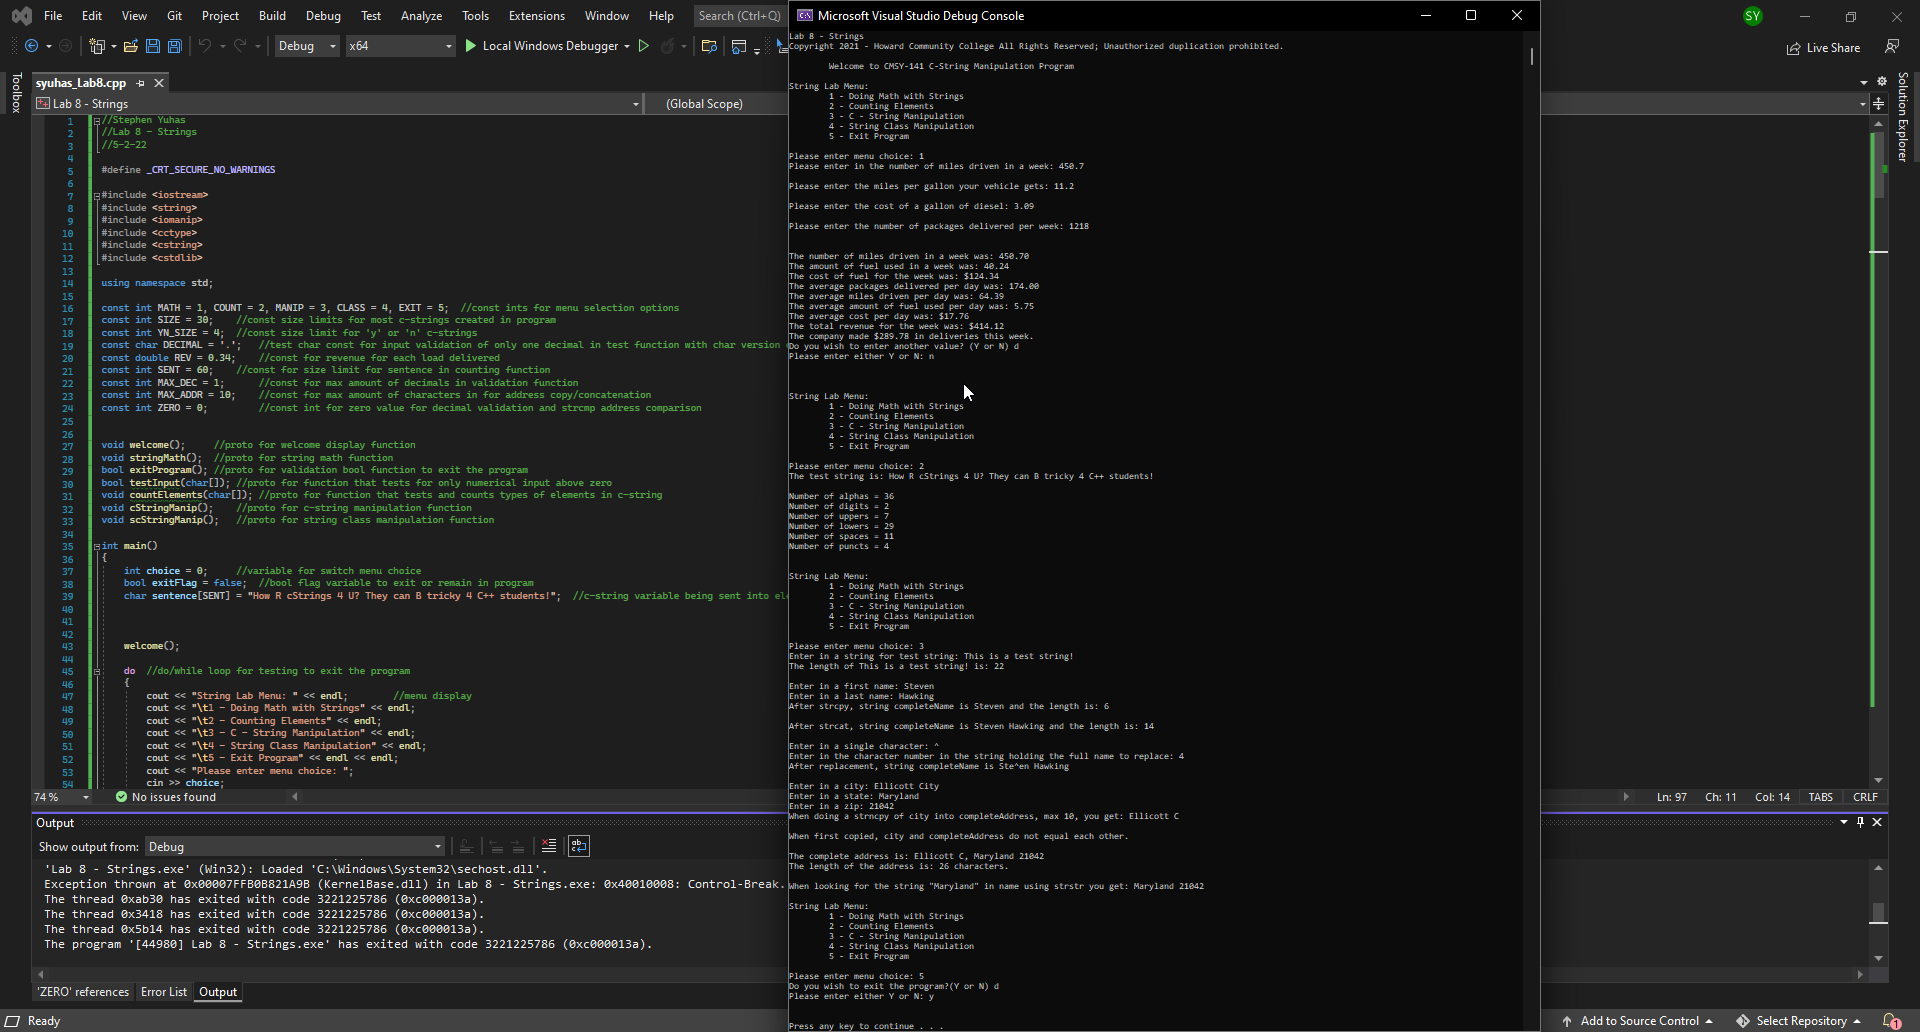 File Edit View Git Project Build Debug Test Analyze Tools Extensions Window Help Search (Ctrl+Q)
SY
Debug x64 Local Windows Debugger Live Share
Toolbox
syuhas_Lab8.cpp
Lab 8 - Strings (Global Scope)
1 //Stephen Yuhas
2 //Lab 8 - Strings
3 //5-2-22
4
5 #define _CRT_SECURE_NO_WARNINGS
6
7 #include <iostream>
8 #include <string>
9 #include <iomanip>
10 #include <cctype>
11 #include <cstring>
12 #include <cstdlib>
13
14 using namespace std;
15
16 const int MATH = 1, COUNT = 2, MANIP = 3, CLASS = 4, EXIT = 5; //const ints for menu selection options
17 const int SIZE = 30; //const size limits for most c-strings created in program
18 const int YN_SIZE = 4; //const size limit for 'y' or 'n' c-strings
19 const char DECIMAL = '.'; //test char const for input validation of only one decimal in test function with char version
20 const double REV = 0.34; //const for revenue for each load delivered
21 const int SENT = 60; //const for size limit for sentence in counting function
22 const int MAX_DEC = 1; //const for max amount of decimals in validation function
23 const int MAX_ADDR = 10; //const for max amount of characters in for address copy/concatenation
24 const int ZERO = 0; //const int for zero value for decimal validation and strcmp address comparison
25
26
27 void welcome(); //proto for welcome display function
28 void stringMath(); //proto for string math function
29 bool exitProgram(); //proto for validation bool function to exit the program
30 bool testInput(char[]); //proto for function that tests for only numerical input above zero
31 void countElements(char[]); //proto for function that tests and counts types of elements in c-string
32 void cStringManip(); //proto for c-string manipulation function
33 void scStringManip(); //proto for string class manipulation function
34
35 int main()
36 {
37 int choice = 0; //variable for switch menu choice
38 bool exitFlag = false; //bool flag variable to exit or remain in program
39 char sentence[SENT] = "How R cStrings 4 U? They can B tricky 4 C++ students!"; //c-string variable being sent into el
40
41
42
43 welcome();
44
45 do //do/while loop for testing to exit the program
46 {
47 cout << "String Lab Menu: " << endl; //menu display
48 cout << "\t1 - Doing Math with Strings" << endl;
49 cout << "\t2 - Counting Elements" << endl;
50 cout << "\t3 - C - String Manipulation" << endl;
51 cout << "\t4 - String Class Manipulation" << endl;
52 cout << "\t5 - Exit Program" << endl << endl;
53 cout << "Please enter menu choice: ";
54 cin >> choice;
74 % No issues found
Output
Show output from: Debug
'Lab 8 - Strings.exe' (Win32): Loaded 'C:\Windows\System32\sechost.dll'.
Exception thrown at 0x00007FFB0B821A9B (KernelBase.dll) in Lab 8 - Strings.exe: 0x40010008: Control-Break.
The thread 0xab30 has exited with code 3221225786 (0xc000013a).
The thread 0x3418 has exited with code 3221225786 (0xc000013a).
The thread 0x5b14 has exited with code 3221225786 (0xc000013a).
The program '[44980] Lab 8 - Strings.exe' has exited with code 3221225786 (0xc000013a).
'ZERO' references Error List Output
Ready
Microsoft Visual Studio Debug Console
Lab 8 - Strings
Copyright 2021 - Howard Community College All Rights Reserved; Unauthorized duplication prohibited.
Welcome to CMSY-141 C-String Manipulation Program
String Lab Menu:
1 - Doing Math with Strings
2 - Counting Elements
3 - C - String Manipulation
4 - String Class Manipulation
5 - Exit Program
Please enter menu choice: 1
Please enter in the number of miles driven in a week: 450.7
Please enter the miles per gallon your vehicle gets: 11.2
Please enter the cost of a gallon of diesel: 3.09
Please enter the number of packages delivered per week: 1218
The number of miles driven in a week was: 450.70
The amount of fuel used in a week was: 40.24
The cost of fuel for the week was: $124.34
The average packages delivered per day was: 174.00
The average miles driven per day was: 64.39
The average amount of fuel used per day was: 5.75
The average cost per day was: $17.76
The total revenue for the week was: $414.12
The company made $289.78 in deliveries this week.
Do you wish to enter another value? (Y or N) d
Please enter either Y or N: n
String Lab Menu:
1 - Doing Math with Strings
2 - Counting Elements
3 - C - String Manipulation
4 - String Class Manipulation
5 - Exit Program
Please enter menu choice: 2
The test string is: How R cStrings 4 U? They can B tricky 4 C++ students!
Number of alphas = 36
Number of digits = 2
Number of uppers = 7
Number of lowers = 29
Number of spaces = 11
Number of puncts = 4
String Lab Menu:
1 - Doing Math with Strings
2 - Counting Elements
3 - C - String Manipulation
4 - String Class Manipulation
5 - Exit Program
Please enter menu choice: 3
Enter in a string for test string: This is a test string!
The length of This is a test string! is: 22
Enter in a first name: Steven
Enter in a last name: Hawking
After strcpy, string completeName is Steven and the length is: 6
After strcat, string completeName is Steven Hawking and the length is: 14
Enter in a single character: ^
Enter in the character number in the string holding the full name to replace: 4
After replacement, string completeName is Ste^en Hawking
Enter in a city: Ellicott City
Enter in a state: Maryland
Enter in a zip: 21042
When doing a strncpy of city into completeAddress, max 10, you get: Ellicott C
When first copied, city and completeAddress do not equal each other.
The complete address is: Ellicott C, Maryland 21042
The length of the address is: 26 characters.
When looking for the string "Maryland" in name using strstr you get: Maryland 21042
String Lab Menu:
1 - Doing Math with Strings
2 - Counting Elements
3 - C - String Manipulation
4 - String Class Manipulation
5 - Exit Program
Please enter menu choice: 5
Do you wish to exit the program?(Y or N) d
Please enter either Y or N: y
Press any key to continue . . .
Solution Explorer
Ln: 97 Ch: 11 Col: 14 TABS CRLF
Add to Source Control Select Repository 1